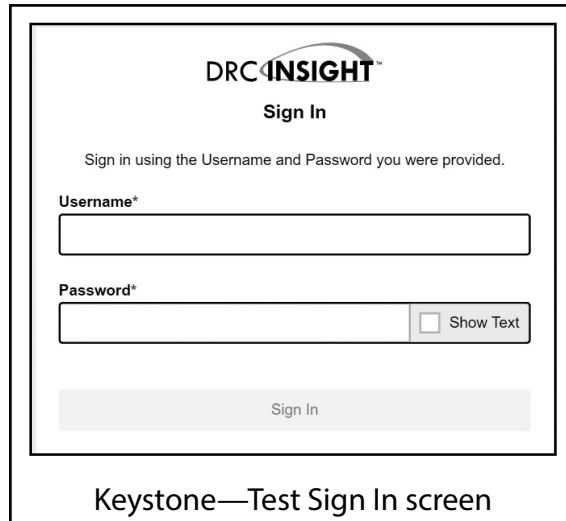 DRC INSIGHT™
Sign In
Sign in using the Username and Password you were provided.
Username*
Password*
Show Text
Sign In
Keystone—Test Sign In screen